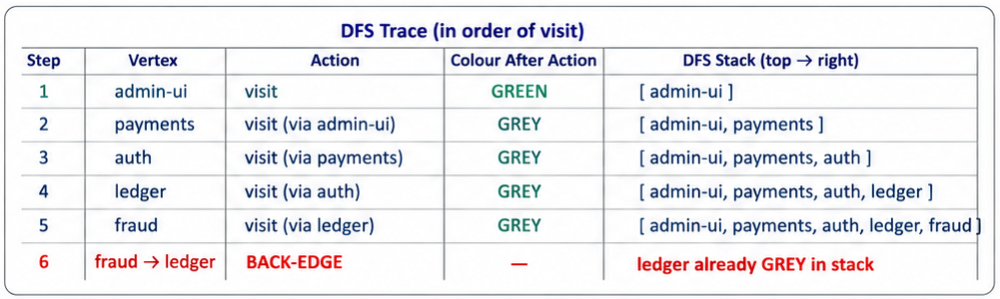 DFS Trace (in order of visit)
Step Vertex Action Colour After Action DFS Stack (top → right)
1 admin-ui visit GREEN [ admin-ui ]
2 payments visit (via admin-ui) GREY [ admin-ui, payments ]
3 auth visit (via payments) GREY [ admin-ui, payments, auth ]
4 ledger visit (via auth) GREY [ admin-ui, payments, auth, ledger ]
5 fraud visit (via ledger) GREY [ admin-ui, payments, auth, ledger, fraud ]
6 fraud → ledger BACK-EDGE — ledger already GREY in stack